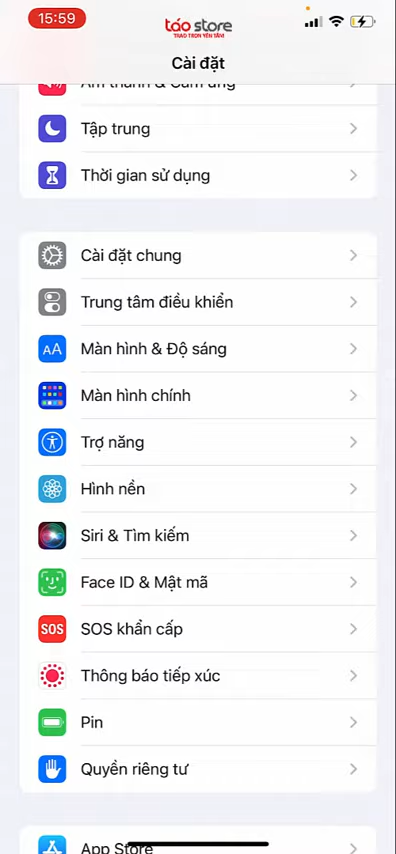 15:59
táo store
TRAO TRỌN YÊN TÂM
Cài đặt
Âm thanh & Cảm ứng
Tập trung
Thời gian sử dụng
Cài đặt chung
Trung tâm điều khiển
AA
Màn hình & Độ sáng
Màn hình chính
Trợ năng
Hình nền
Siri & Tìm kiếm
Face ID & Mật mã
SOS
SOS khẩn cấp
Thông báo tiếp xúc
Pin
Quyền riêng tư
App Store